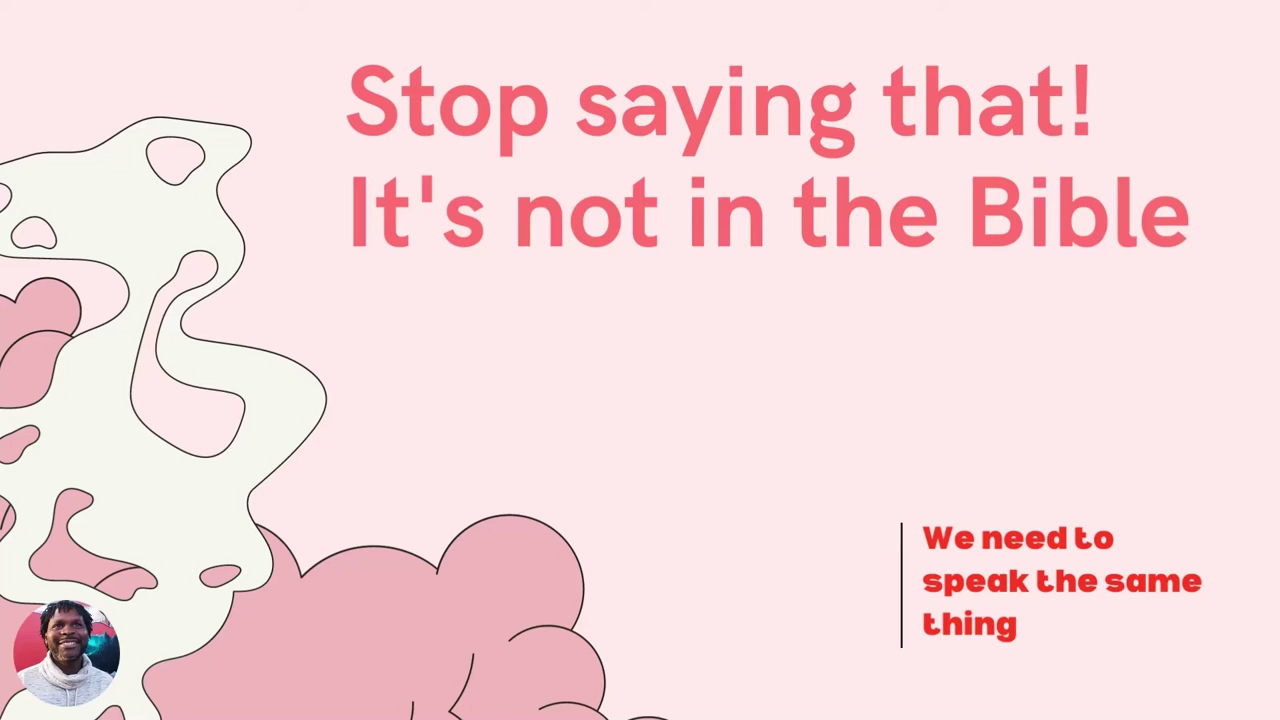 Stop saying that!
It's not in the Bible
We need to
speak the same
thing